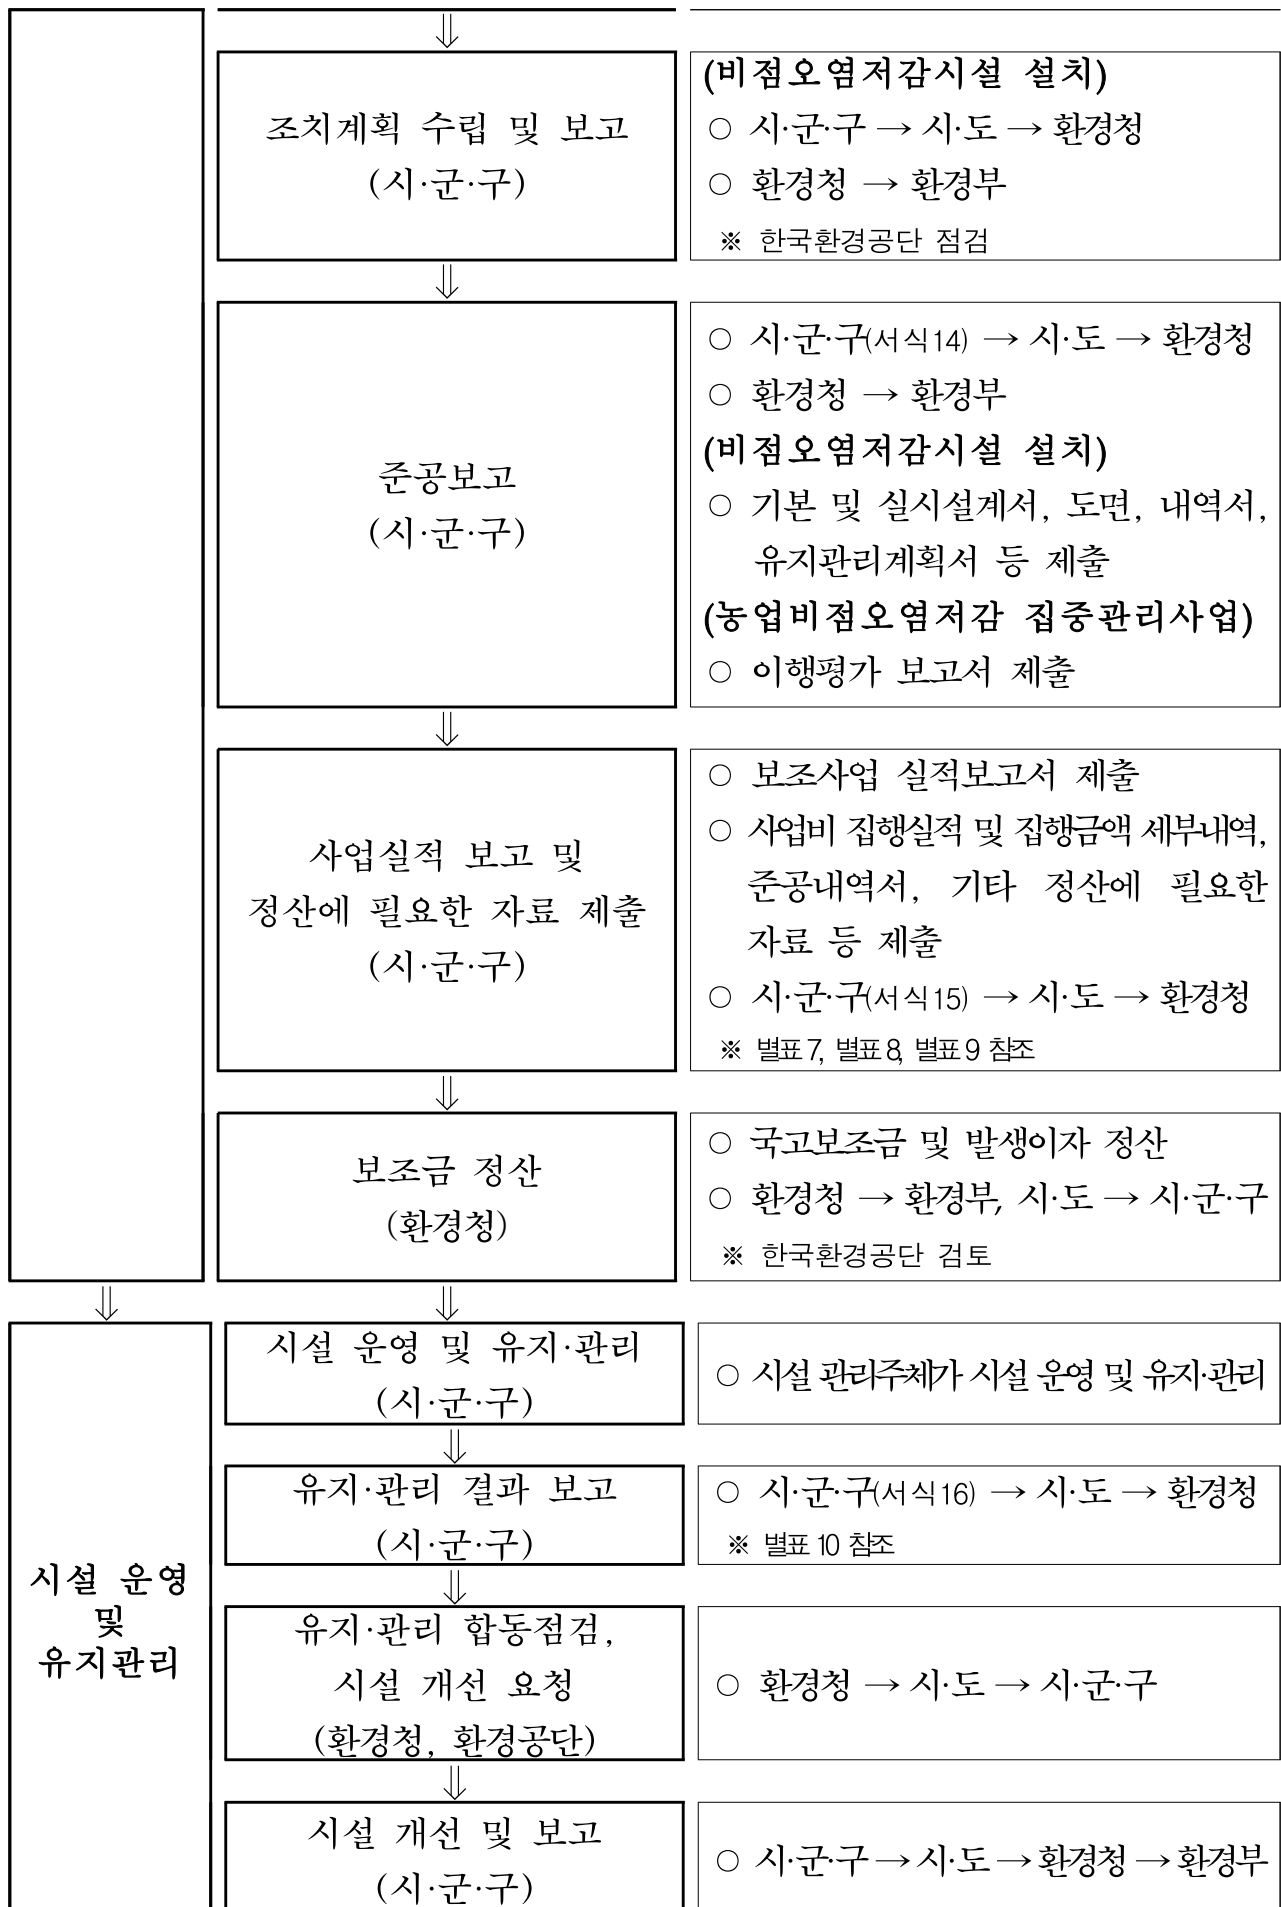 ⇓
조치계획 수립 및 보고
(시·군·구)
(비점오염저감시설 설치)
○ 시·군·구 → 시·도 → 환경청
○ 환경청 → 환경부
※ 한국환경공단 점검
⇓
준공보고
(시·군·구)
○ 시·군·구(서식14) → 시·도 → 환경청
○ 환경청 → 환경부
(비점오염저감시설 설치)
○ 기본 및 실시설계서, 도면, 내역서,
유지관리계획서 등 제출
(농업비점오염저감 집중관리사업)
○ 이행평가 보고서 제출
⇓
사업실적 보고 및
정산에 필요한 자료 제출
(시·군·구)
○ 보조사업 실적보고서 제출
○ 사업비 집행실적 및 집행금액 세부내역,
준공내역서, 기타 정산에 필요한
자료 등 제출
○ 시·군·구(서식15) → 시·도 → 환경청
※ 별표 7, 별표 8, 별표 9 참조
⇓
보조금 정산
(환경청)
○ 국고보조금 및 발생이자 정산
○ 환경청 → 환경부, 시·도 → 시·군·구
※ 한국환경공단 검토
⇓ ⇓
시설 운영
및
유지관리
시설 운영 및 유지·관리
(시·군·구)
○ 시설 관리주체가 시설 운영 및 유지·관리
⇓
유지·관리 결과 보고
(시·군·구)
○ 시·군·구(서식16) → 시·도 → 환경청
※ 별표 10 참조
⇓
유지·관리 합동점검,
시설 개선 요청
(환경청, 환경공단)
○ 환경청 → 시·도 → 시·군·구
⇓
시설 개선 및 보고
(시·군·구)
○ 시·군·구 → 시·도 → 환경청 → 환경부